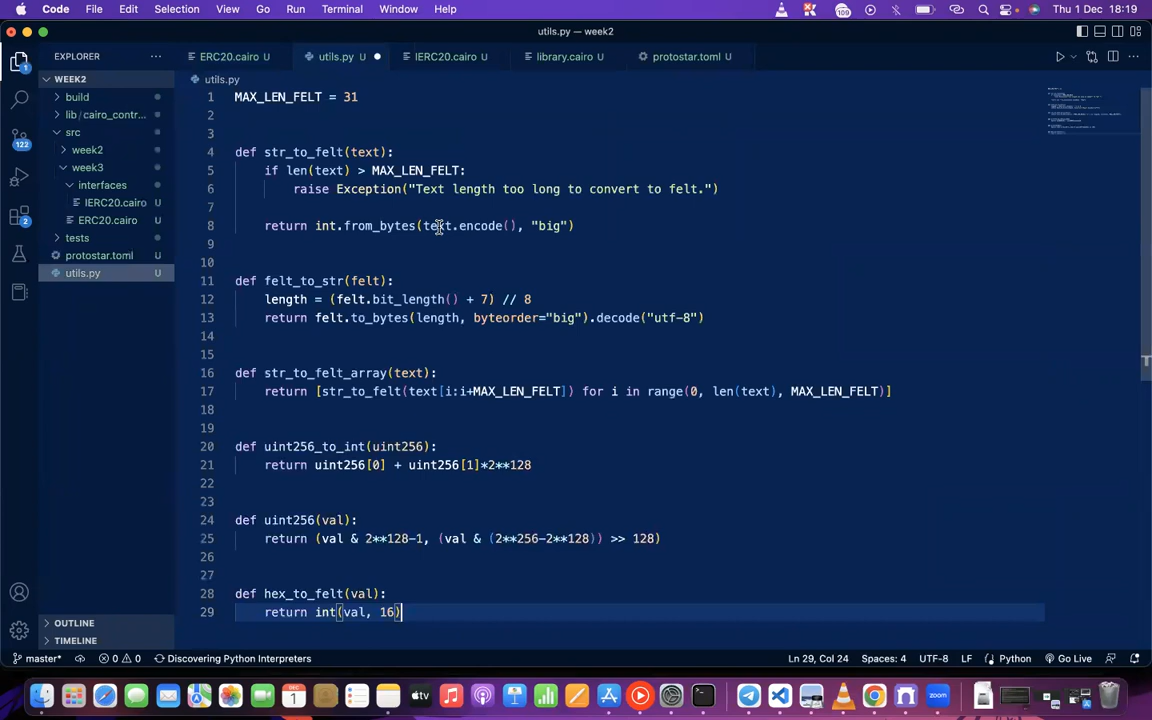 Code File Edit Selection View Go Run Terminal Window Help 109 Thu 1 Dec 18:19
utils.py — week2
EXPLORER ERC20.cairo U utils.py U IERC20.cairo U library.cairo U protostar.toml U
WEEK2
build
lib / cairo_contr...
src
week2
week3
interfaces
IERC20.cairo U
ERC20.cairo U
tests
protostar.toml U
utils.py U
OUTLINE
TIMELINE
1
122
2
utils.py
1 MAX_LEN_FELT = 31
2
3
4 def str_to_felt(text):
5 if len(text) > MAX_LEN_FELT:
6 raise Exception("Text length too long to convert to felt.")
7
8 return int.from_bytes(text.encode(), "big")
9
10
11 def felt_to_str(felt):
12 length = (felt.bit_length() + 7) // 8
13 return felt.to_bytes(length, byteorder="big").decode("utf-8")
14
15
16 def str_to_felt_array(text):
17 return [str_to_felt(text[i:i+MAX_LEN_FELT]) for i in range(0, len(text), MAX_LEN_FELT)]
18
19
20 def uint256_to_int(uint256):
21 return uint256[0] + uint256[1]*2**128
22
23
24 def uint256(val):
25 return (val & 2**128-1, (val & (2**256-2**128)) >> 128)
26
27
28 def hex_to_felt(val):
29 return int(val, 16)
master* 0 0 Discovering Python Interpreters Ln 29, Col 24 Spaces: 4 UTF-8 LF Python Go Live
DEC
1
tv
zoom